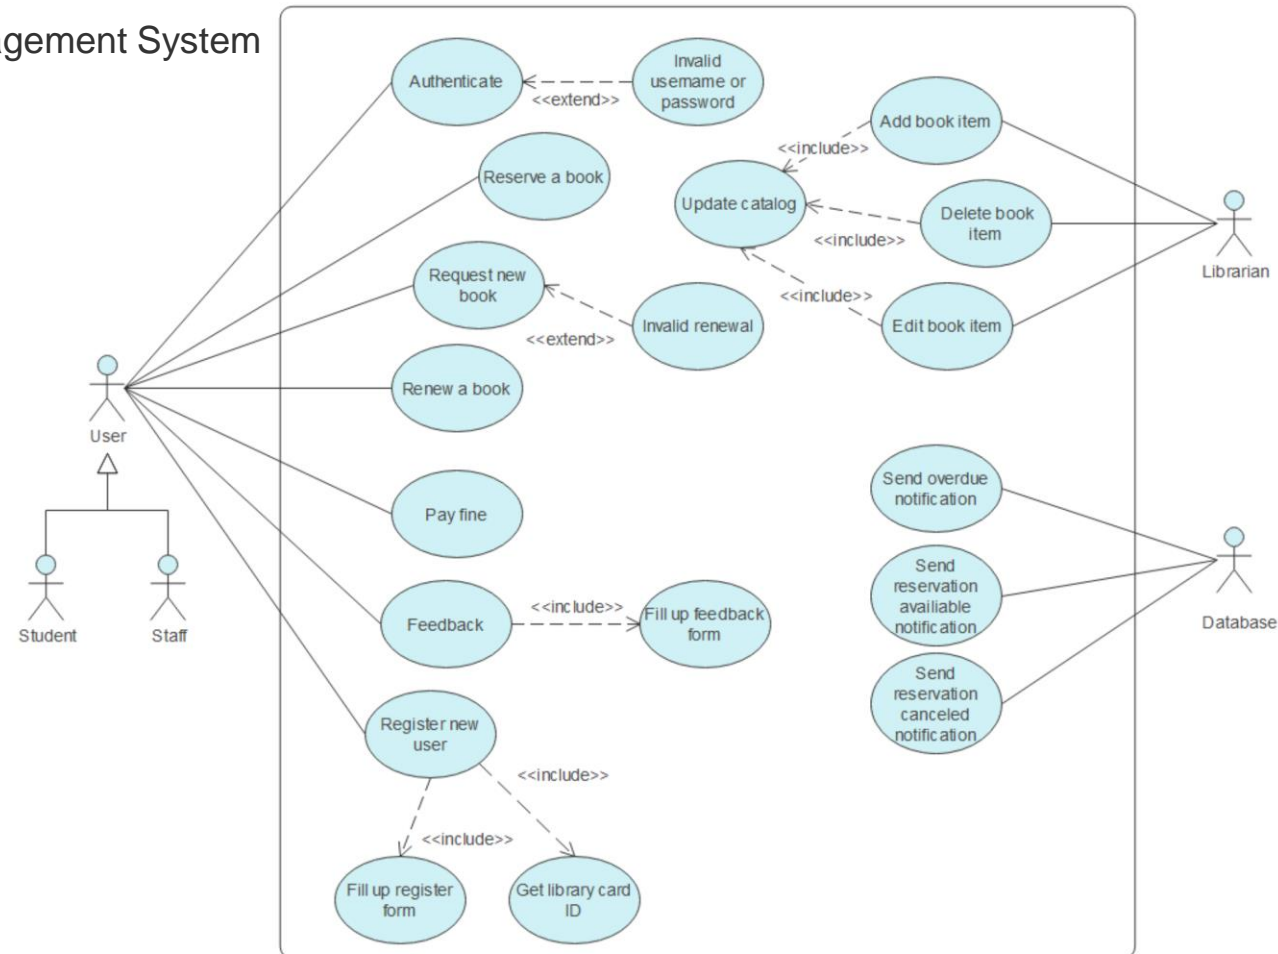 agement System
Authenticate
<<extend>>
Invalid
username or
password
Add book item
<<include>>
Reserve a book
Update catalog
Delete book
item
<<include>>
Librarian
Request new
book
<<include>>
<<extend>>
Invalid renewal
Edit book item
Renew a book
User
Send overdue
notification
Pay fine
Send
reservation
availiable
notification
Database
Student
Staff
Feedback
<<include>>
Fill up feedback
form
Send
reservation
canceled
notification
Register new
user
<<include>>
<<include>>
Fill up register
form
Get library card
ID